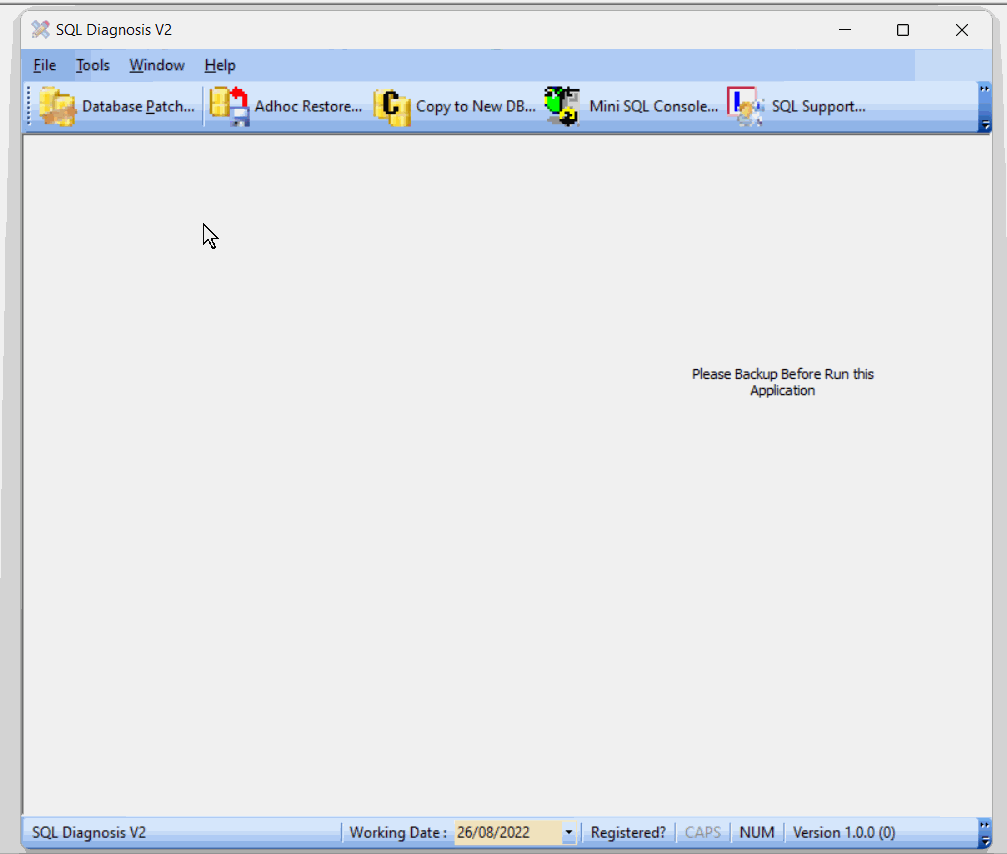 SQL Diagnosis V2
File Tools Window Help
Database Patch... Adhoc Restore... Copy to New DB... Mini SQL Console... SQL Support...
Please Backup Before Run this
Application
SQL Diagnosis V2 Working Date : 26/08/2022 Registered? CAPS NUM Version 1.0.0 (0)